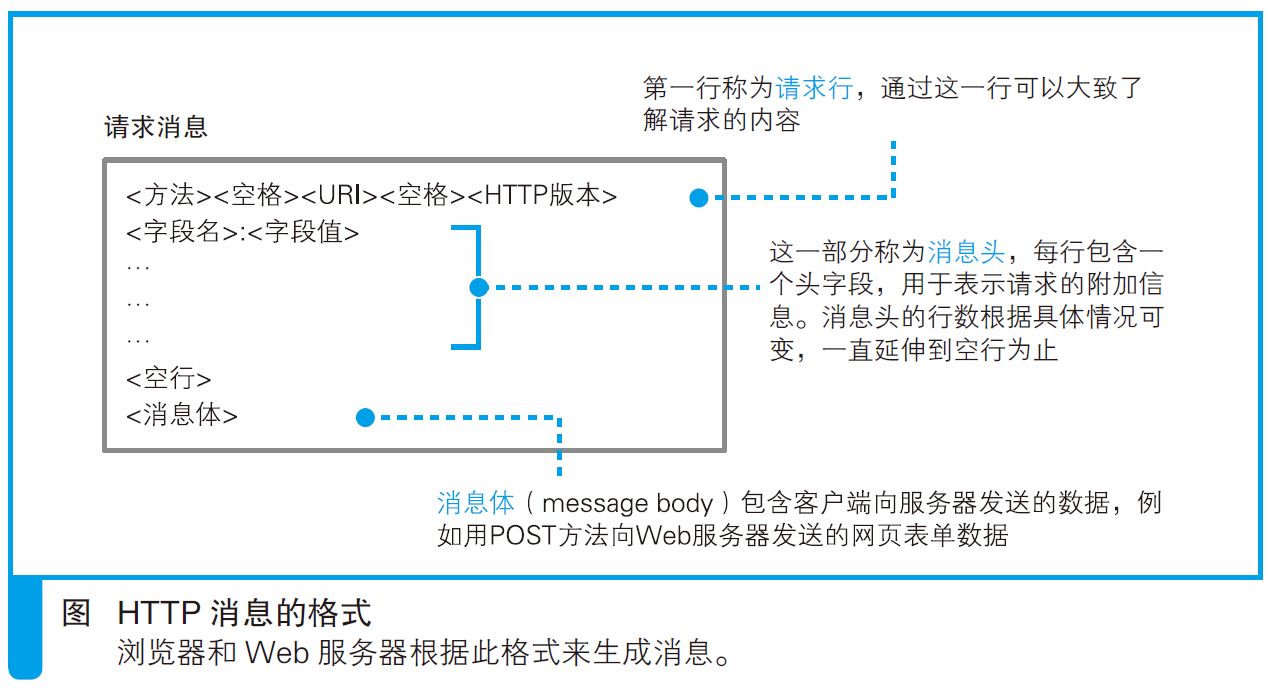 第一行称为请求行，通过这一行可以大致了
解请求的内容
请求消息
<方法><空格><URI><空格><HTTP版本>
<字段名>:<字段值>
…
…
…
<空行>
<消息体>
这一部分称为消息头，每行包含一
个头字段，用于表示请求的附加信
息。消息头的行数根据具体情况可
变，一直延伸到空行为止
消息体（message body）包含客户端向服务器发送的数据，例
如用POST方法向Web服务器发送的网页表单数据
图 HTTP 消息的格式
浏览器和 Web 服务器根据此格式来生成消息。